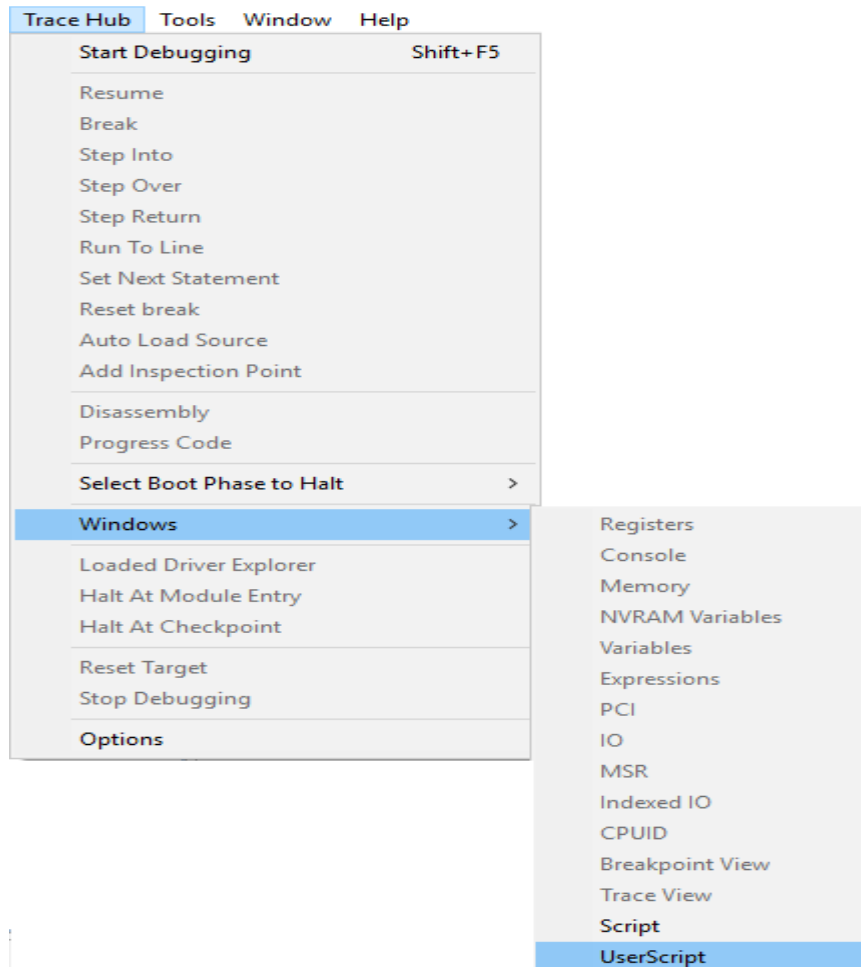 Trace Hub Tools Window Help
Start Debugging Shift+F5
Resume
Break
Step Into
Step Over
Step Return
Run To Line
Set Next Statement
Reset break
Auto Load Source
Add Inspection Point
Disassembly
Progress Code
Select Boot Phase to Halt >
Windows >
Loaded Driver Explorer
Halt At Module Entry
Halt At Checkpoint
Reset Target
Stop Debugging
Options
Registers
Console
Memory
NVRAM Variables
Variables
Expressions
PCI
IO
MSR
Indexed IO
CPUID
Breakpoint View
Trace View
Script
UserScript